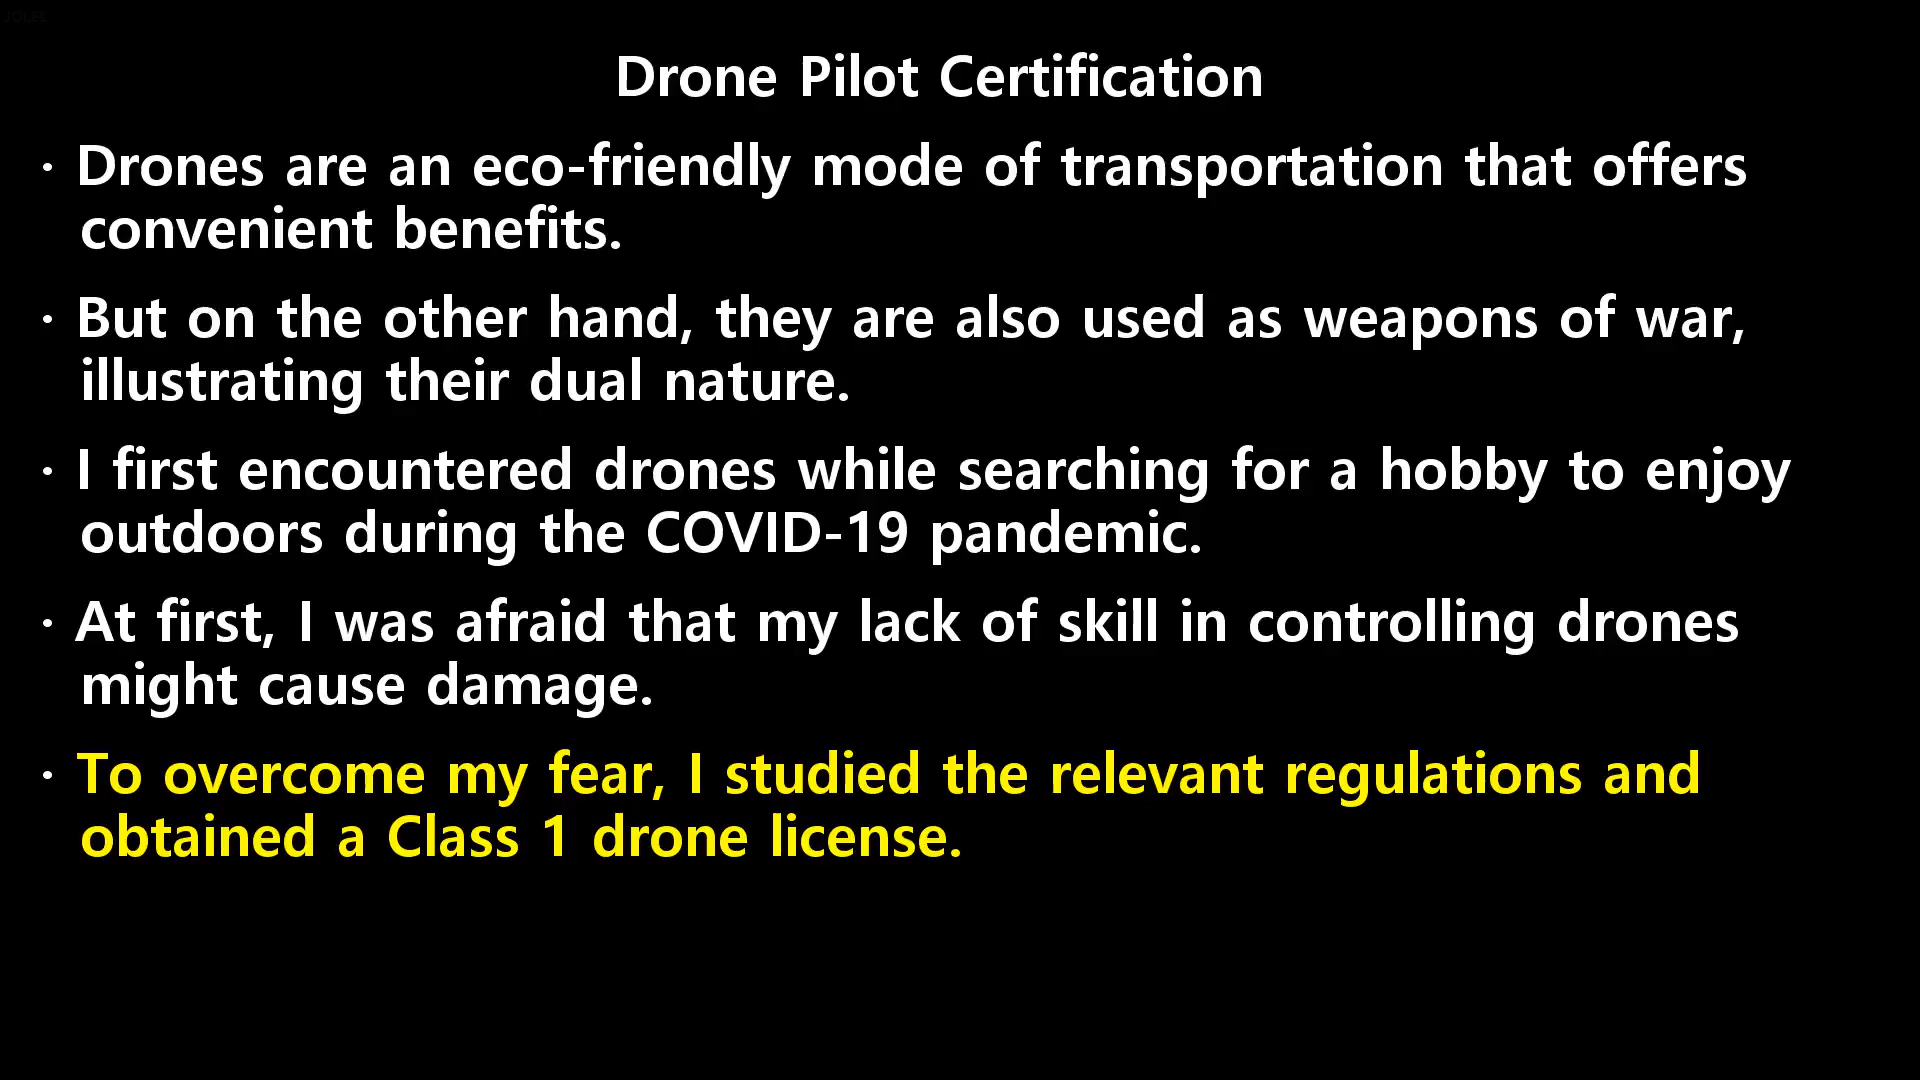 JOLEE
Drone Pilot Certification
· Drones are an eco-friendly mode of transportation that offers
convenient benefits.
· But on the other hand, they are also used as weapons of war,
illustrating their dual nature.
· I first encountered drones while searching for a hobby to enjoy
outdoors during the COVID-19 pandemic.
· At first, I was afraid that my lack of skill in controlling drones
might cause damage.
· To overcome my fear, I studied the relevant regulations and
obtained a Class 1 drone license.